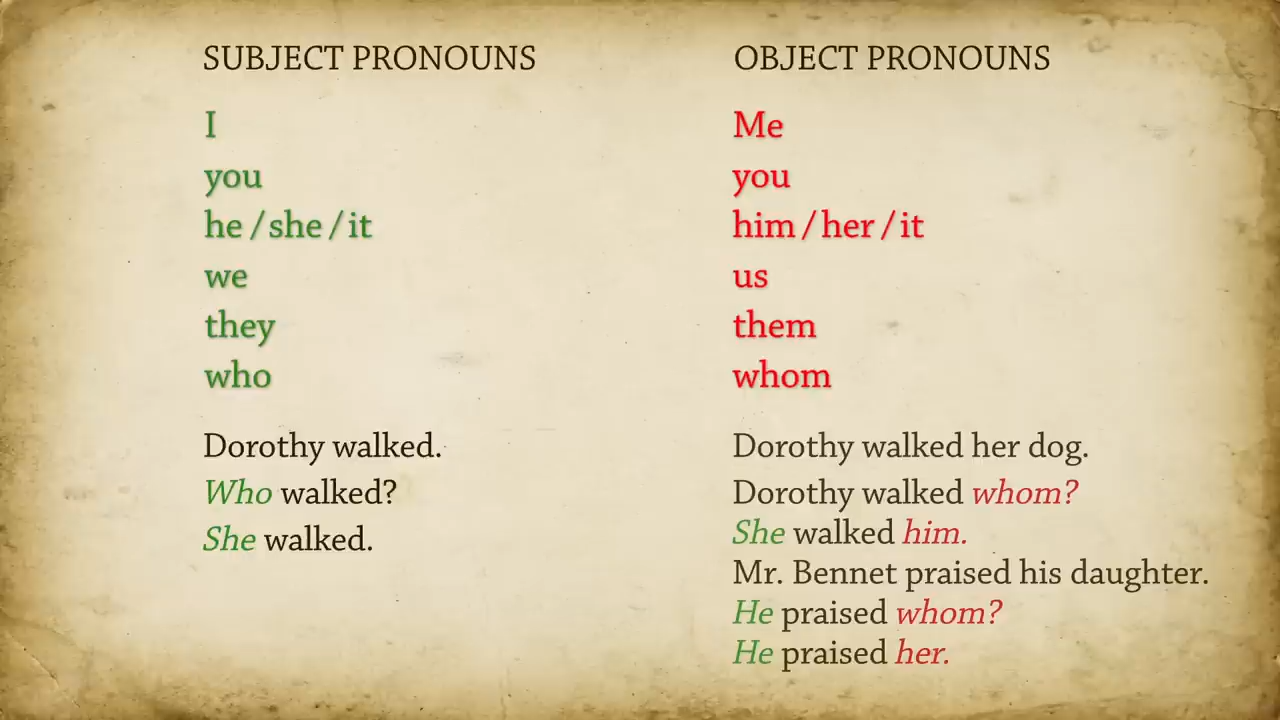 SUBJECT PRONOUNS
I
you
he / she / it
we
they
who
Dorothy walked.
Who walked?
She walked.
OBJECT PRONOUNS
Me
you
him / her / it
us
them
whom
Dorothy walked her dog.
Dorothy walked whom?
She walked him.
Mr. Bennet praised his daughter.
He praised whom?
He praised her.